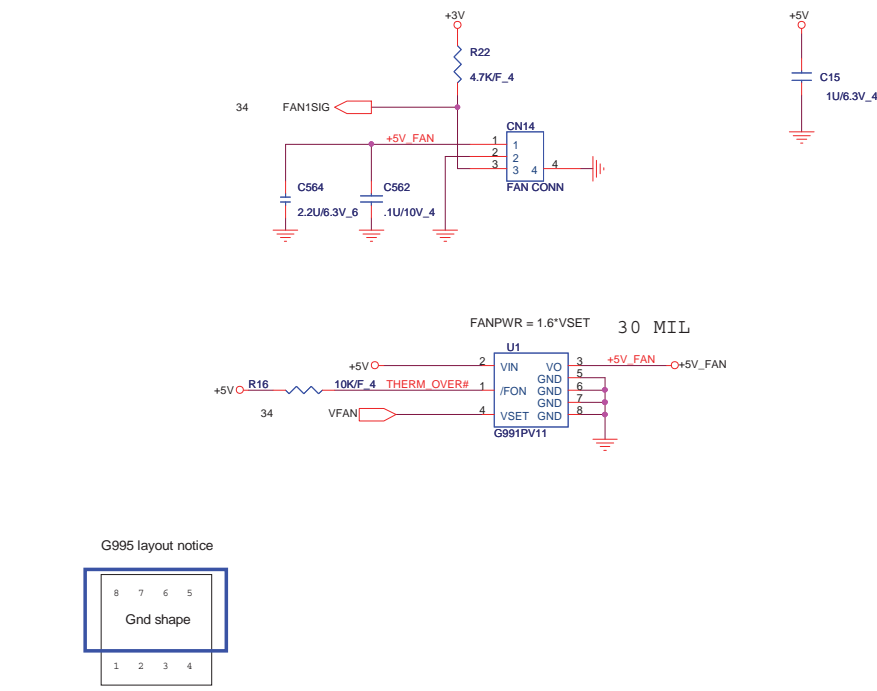 +3V
+5V
R22
4.7K/F_4
C15
1U/6.3V_4
34 FAN1SIG
CN14
+5V_FAN
1 1
2 2
3 3 4 4
FAN CONN
C564
C562
2.2U/6.3V_6
.1U/10V_4
FANPWR = 1.6*VSET
30 MIL
U1
+5V 2 VIN VO 3 +5V_FAN +5V_FAN
GND 5
+5V R16 10K/F_4 THERM_OVER# 1 /FON GND 6
GND 7
34 VFAN 4 VSET GND 8
G991PV11
G995 layout notice
8 7 6 5
Gnd shape
1 2 3 4